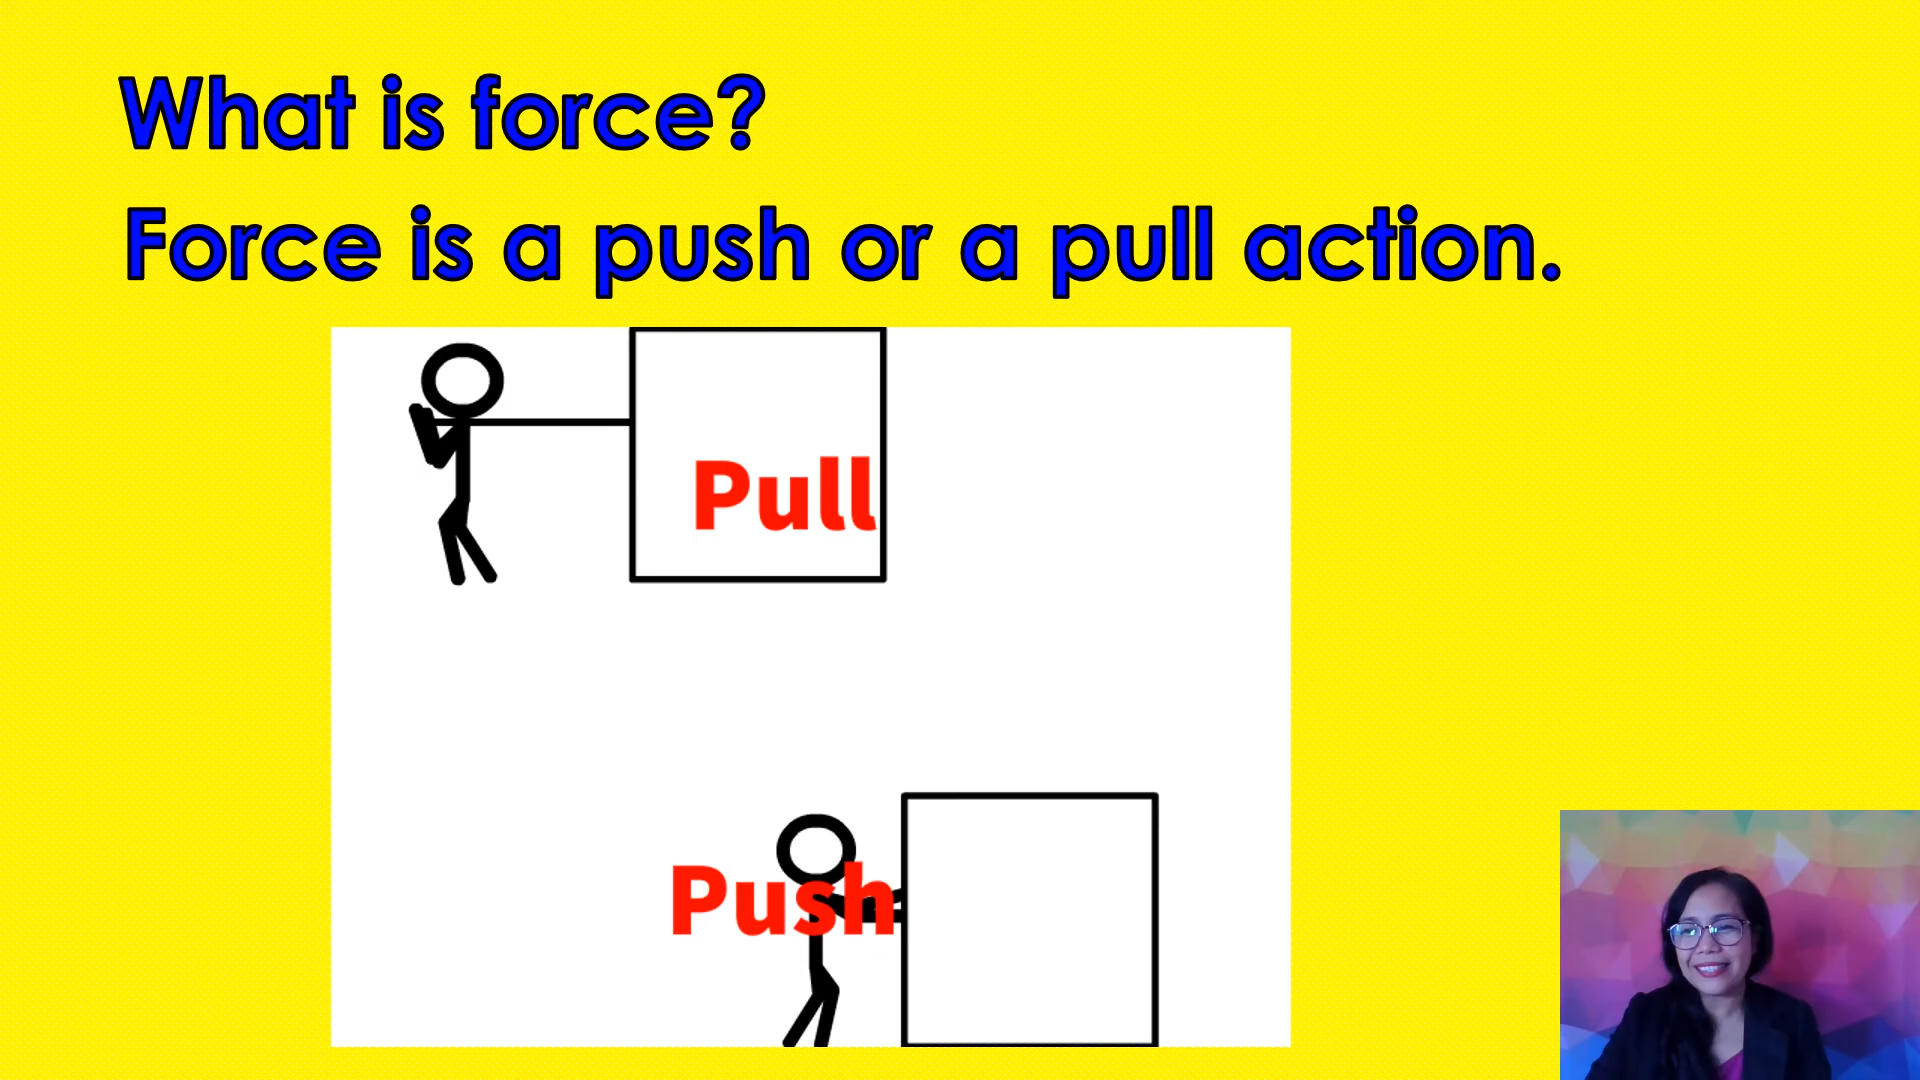 What is force?
Force is a push or a pull action.
Pull
Push